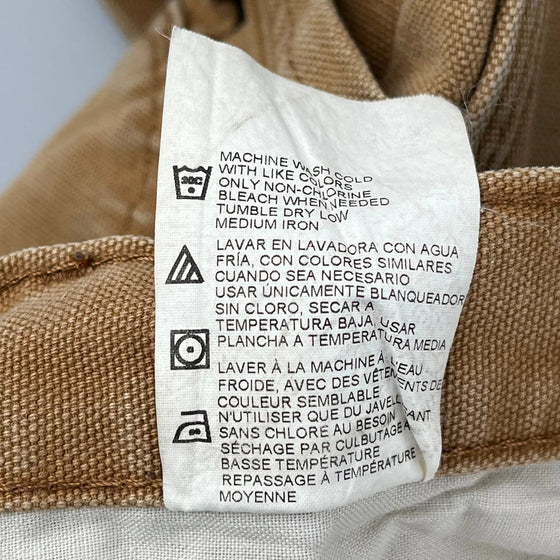 30C
MACHINE WASH COLD
WITH LIKE COLORS
ONLY NON-CHLORINE
BLEACH WHEN NEEDED
TUMBLE DRY LOW
MEDIUM IRON
LAVAR EN LAVADORA CON AGUA
FRÍA, CON COLORES SIMILARES
CUANDO SEA NECESARIO
USAR ÚNICAMENTE BLANQUEADOR
SIN CLORO, SECAR A
TEMPERATURA BAJA, USAR
PLANCHA A TEMPERATURA MEDIA
LAVER À LA MACHINE À L'EAU
FROIDE, AVEC DES VÊTEMENTS DE
COULEUR SEMBLABLE
N'UTILISER QUE DU JAVEL
SANS CHLORE AU BESOIN
SÉCHAGE PAR CULBUTAGE À
BASSE TEMPÉRATURE
REPASSAGE À TEMPÉRATURE
MOYENNE